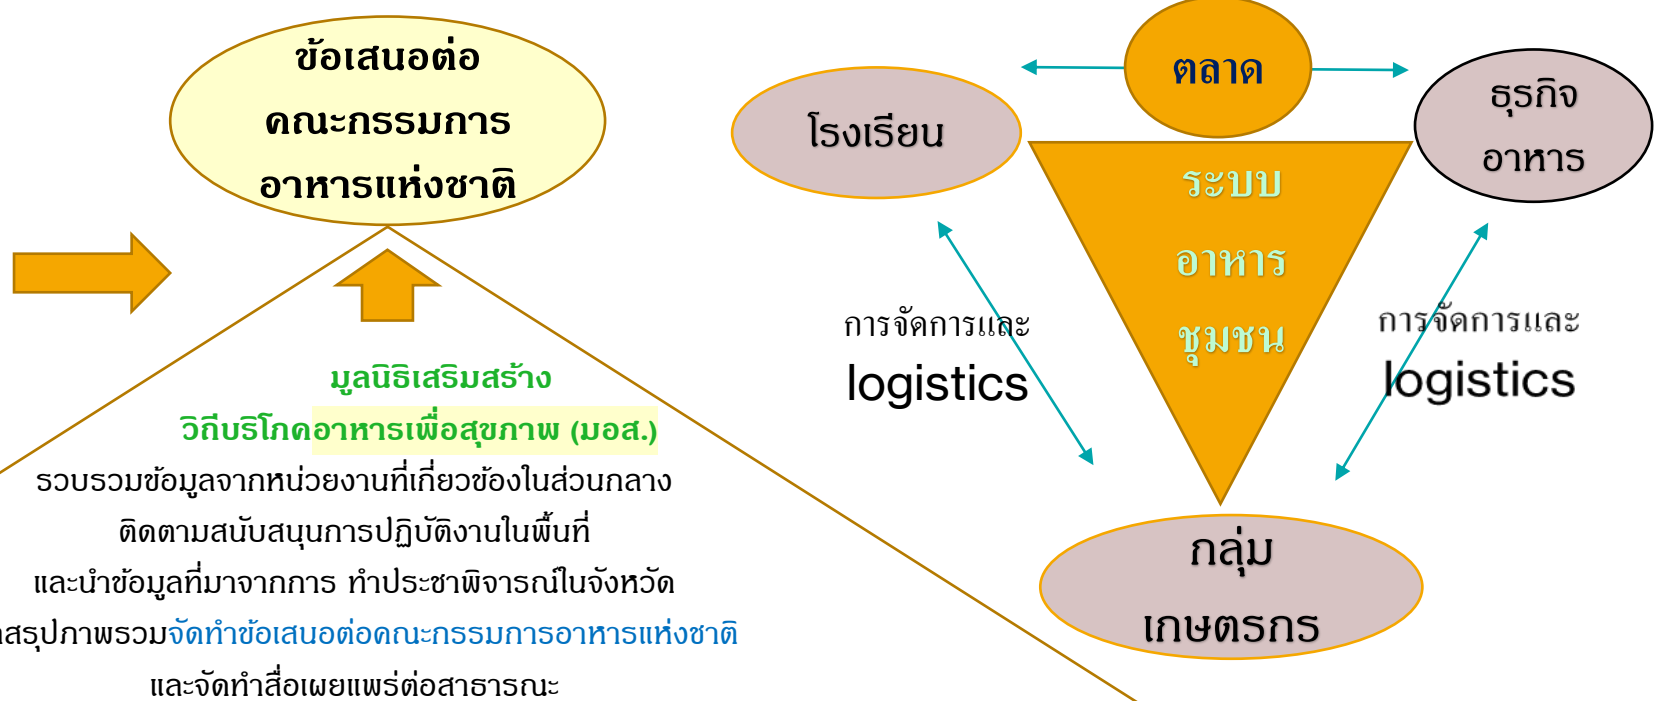 ข้อเสนอต่อ
คณะกรรมการ
อาหารแห่งชาติ
มูลนิธิเสริมสร้าง
วิถีบริโภคอาหารเพื่อสุขภาพ (มอส.)
รวบรวมข้อมูลจากหน่วยงานที่เกี่ยวข้องในส่วนกลาง
ติดตามสนับสนุนการปฏิบัติงานในพื้นที่
และนำข้อมูลที่มาจากการ ทำประชาพิจารณ์ในจังหวัด
สรุปภาพรวมจัดทำข้อเสนอต่อคณะกรรมการอาหารแห่งชาติ
และจัดทำสื่อเผยแพร่ต่อสาธารณะ
ตลาด
โรงเรียน
ธุรกิจ
อาหาร
ระบบ
อาหาร
ชุมชน
การจัดการและ
logistics
การจัดการและ
logistics
กลุ่ม
เกษตรกร